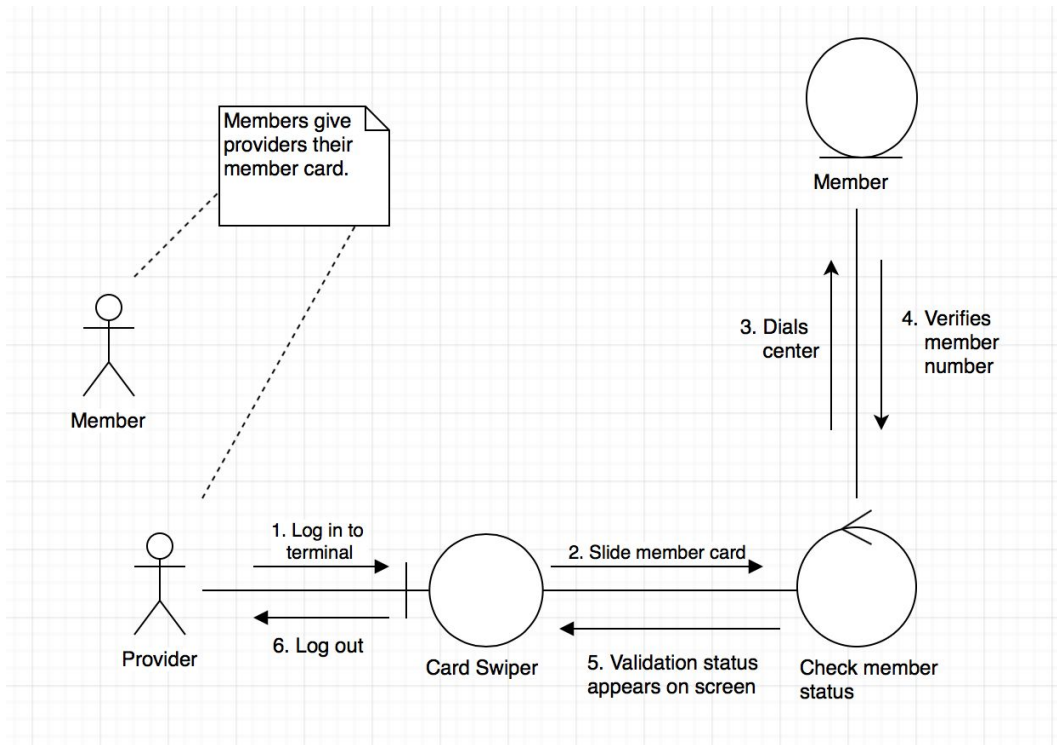 Members give
providers their
member card.
Member
Member
3. Dials
center
4. Verifies
member
number
1. Log in to
terminal
2. Slide member card
6. Log out
Provider
Card Swiper
5. Validation status
appears on screen
Check member
status